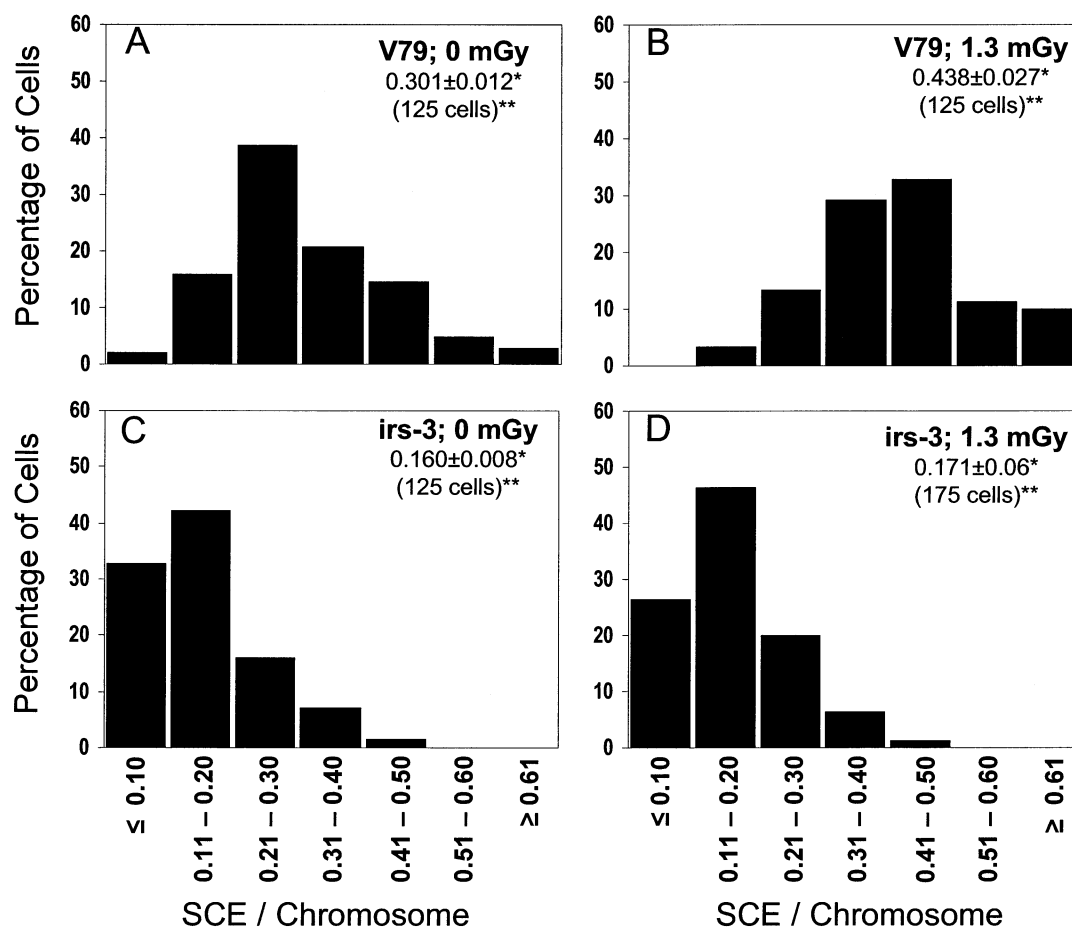 A
V79; 0 mGy
0.301±0.012*
(125 cells)**
Percentage of Cells
60
50
40
30
20
10
0
B
V79; 1.3 mGy
0.438±0.027*
(125 cells)**
60
50
40
30
20
10
0
C
irs-3; 0 mGy
0.160±0.008*
(125 cells)**
Percentage of Cells
60
50
40
30
20
10
0
≤ 0.10
0.11 – 0.20
0.21 – 0.30
0.31 – 0.40
0.41 – 0.50
0.51 – 0.60
≥ 0.61
SCE / Chromosome
D
irs-3; 1.3 mGy
0.171±0.06*
(175 cells)**
60
50
40
30
20
10
0
≤ 0.10
0.11 – 0.20
0.21 – 0.30
0.31 – 0.40
0.41 – 0.50
0.51 – 0.60
≥ 0.61
SCE / Chromosome